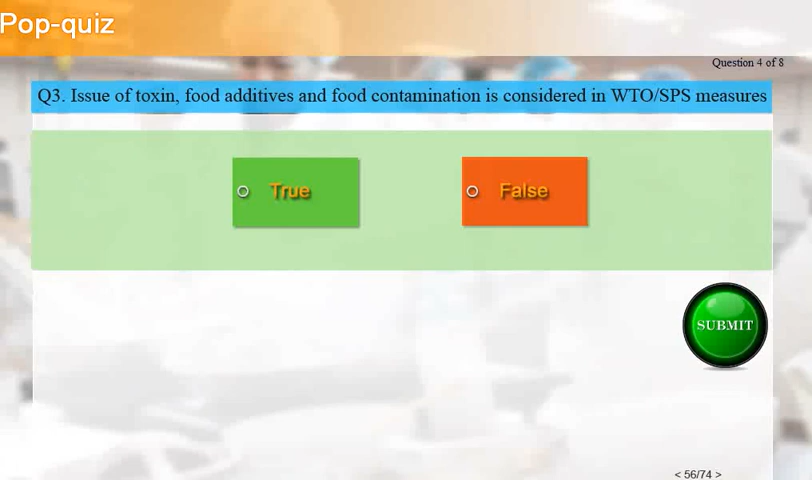 Pop-quiz
Question 4 of 8
Q3. Issue of toxin, food additives and food contamination is considered in WTO/SPS measures
True
False
SUBMIT
< 56/74 >